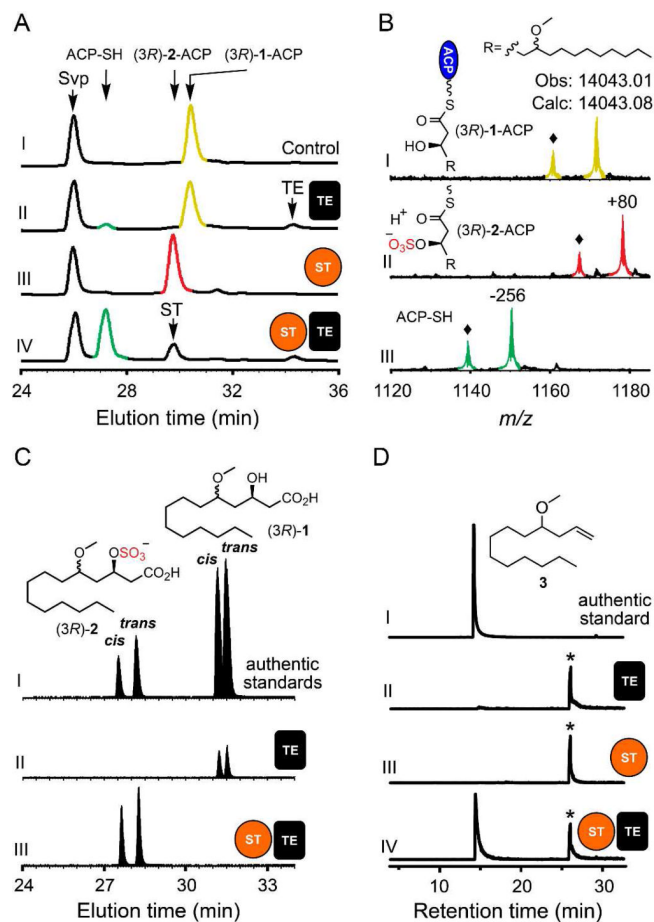 A
ACP-SH
(3R)-2-ACP
(3R)-1-ACP
Svp
I
Control
II
TE
TE
III
ST
IV
ST
ST
TE
24 28 32 36
Elution time (min)
B
R=
O
ACP
S
O
HO
R
(3R)-1-ACP
Obs: 14043.01
Calc: 14043.08
♦
I
S
H+
O
-O3SO
R
(3R)-2-ACP
♦
+80
II
ACP-SH
♦
-256
III
1120 1140 1160 1185
m/z
C
O OH
CO2H
(3R)-1
O OSO3-
CO2H
(3R)-2
cis
trans
cis
trans
I
authentic
standards
II
TE
III
ST
TE
24 27 31 34
Elution time (min)
D
O
3
I
authentic
standard
II
*
TE
III
*
ST
IV
*
ST
TE
10 20 30
Retention time (min)